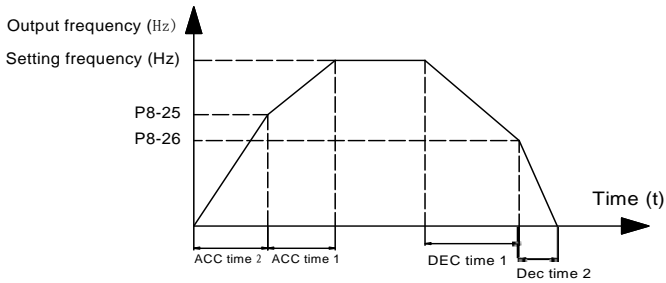 Output frequency (Hz)
Setting frequency (Hz)
P8-25
P8-26
Time (t)
ACC time 2
ACC time 1
DEC time 1
Dec time 2